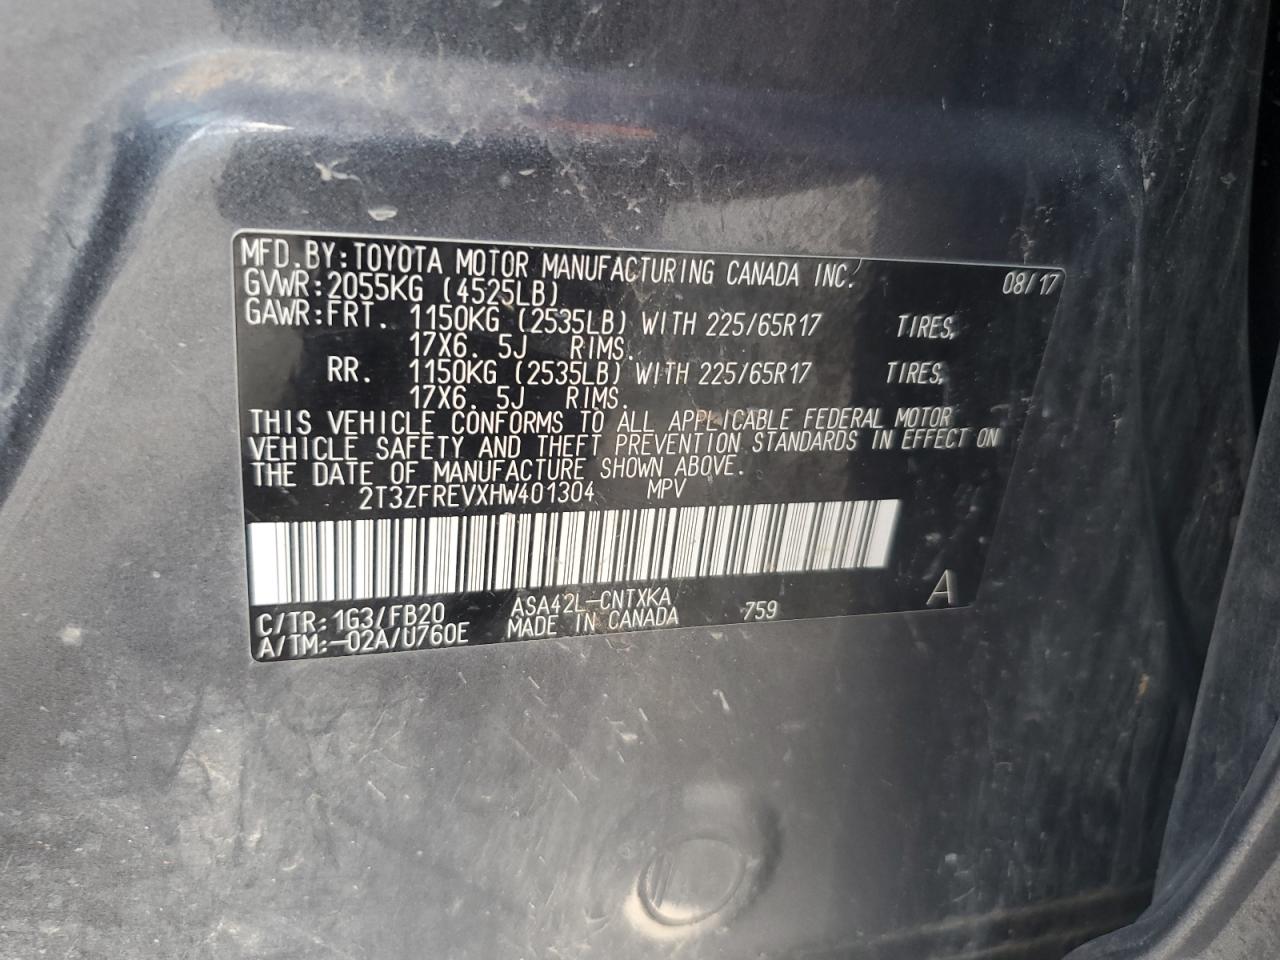 MFD. BY: TOYOTA MOTOR MANUFACTURING CANADA INC. 08/17
GVWR: 2055KG (4525LB)
GAWR: FRT. 1150KG (2535LB) WITH 225/65R17 TIRES,
17X6.5J RIMS.
RR. 1150KG (2535LB) WITH 225/65R17 TIRES,
17X6.5J RIMS.
THIS VEHICLE CONFORMS TO ALL APPLICABLE FEDERAL MOTOR
VEHICLE SAFETY AND THEFT PREVENTION STANDARDS IN EFFECT ON
THE DATE OF MANUFACTURE SHOWN ABOVE.
2T3ZFREVXHW401304 MPV
C/TR: 1G3/FB20 ASA42L-CNTXKA 759 A
A/TM: -02A/U760E MADE IN CANADA